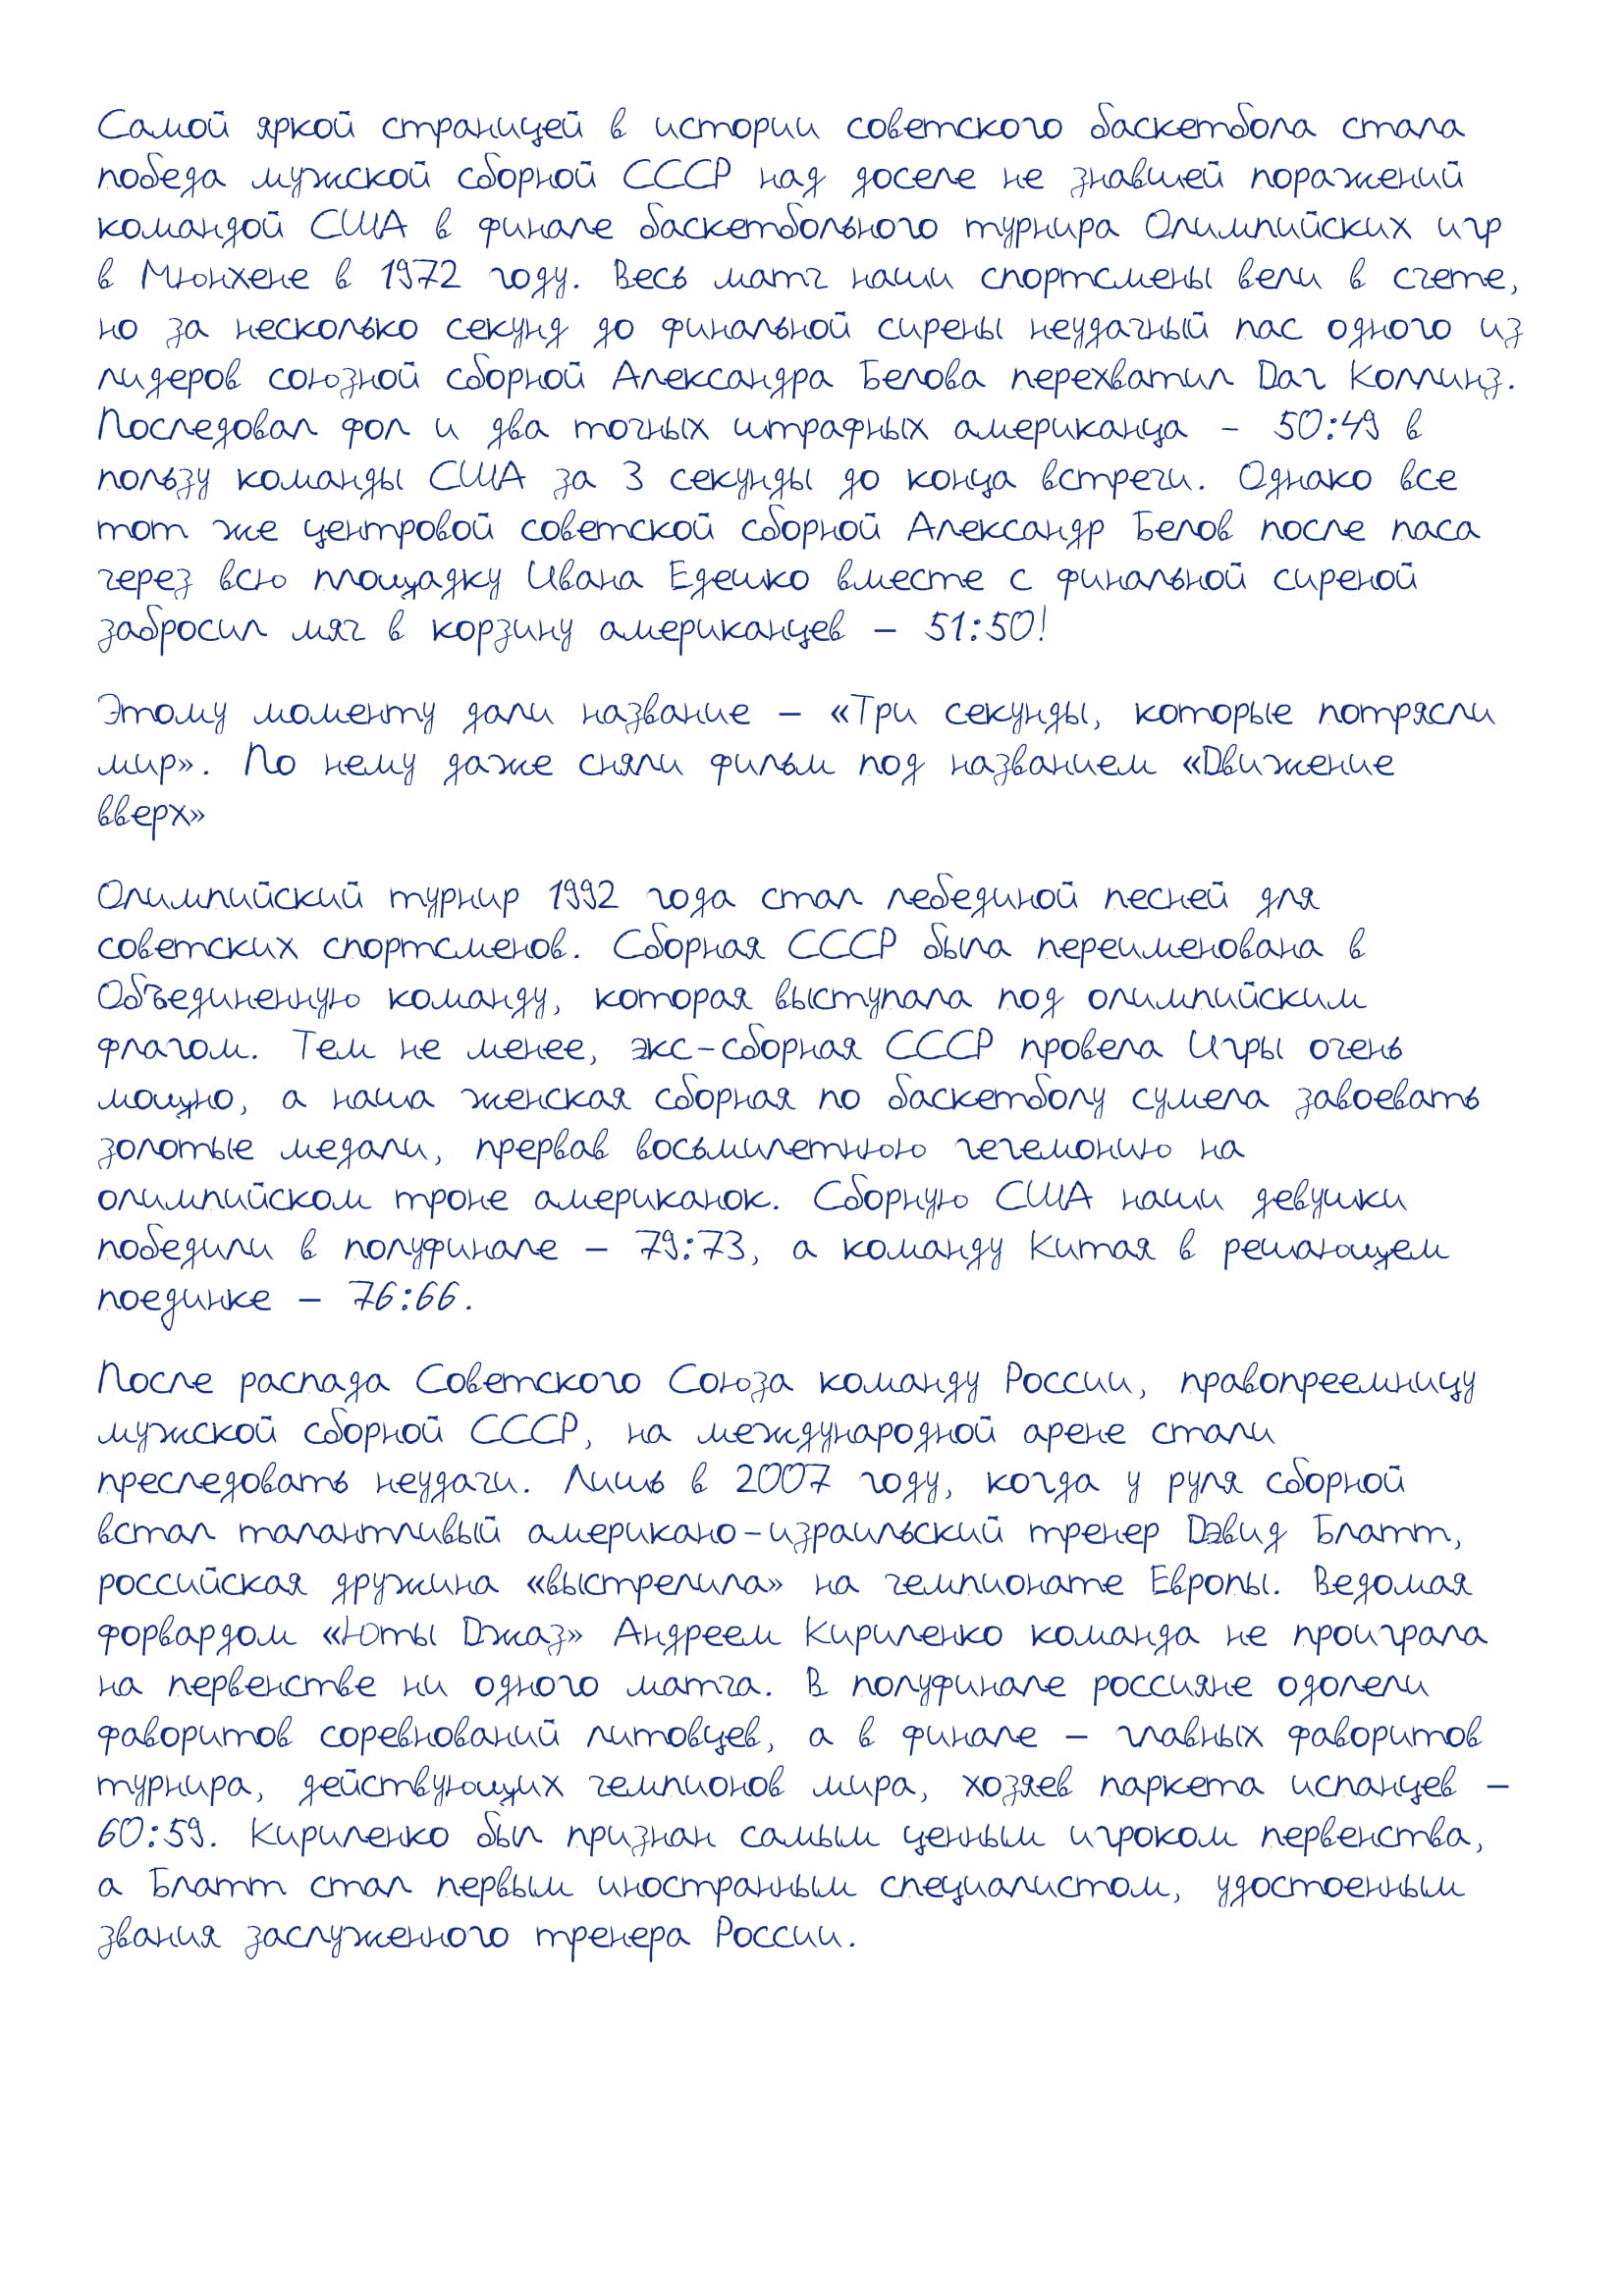 Самой яркой страницей в истории советского баскетбола стала
победа мужской сборной СССР над доселе не знавшей поражений
командой США в финале баскетбольного турнира Олимпийских игр
в Мюнхене в 1972 году. Весь матч наши спортсмены вели в счете,
но за несколько секунд до финальной сирены неудачный пас одного из
лидеров союзной сборной Александра Белова перехватил Даг Коллинз.
Последовал фол и два точных штрафных американца - 50:49 в
пользу команды США за 3 секунды до конца встречи. Однако все
тот же центровой советской сборной Александр Белов после паса
через всю площадку Ивана Едешко вместе с финальной сиреной
забросил мяч в корзину американцев – 51:50!
Этому моменту дали название – «Три секунды, которые потрясли
мир». По нему даже сняли фильм под названием «Движение
вверх»
Олимпийский турнир 1992 года стал лебединой песней для
советских спортсменов. Сборная СССР была переименована в
Объединенную команду, которая выступала под олимпийским
флагом. Тем не менее, экс-сборная СССР провела Игры очень
мощно, а наша женская сборная по баскетболу сумела завоевать
золотые медали, прервав восьмилетнюю гегемонию на
олимпийском троне американок. Сборную США наши девушки
победили в полуфинале – 79:73, а команду Китая в решающем
поединке – 76:66.
После распада Советского Союза команду России, правопреемницу
мужской сборной СССР, на международной арене стали
преследовать неудачи. Лишь в 2007 году, когда у руля сборной
встал талантливый американо-израильский тренер Дэвид Блатт,
российская дружина «выстрелила» на чемпионате Европы. Ведомая
форвардом «Юты Джаз» Андреем Кириленко команда не проиграла
на первенстве ни одного матча. В полуфинале россияне одолели
фаворитов соревнований литовцев, а в финале – главных фаворитов
турнира, действующих чемпионов мира, хозяев паркета испанцев –
60:59. Кириленко был признан самым ценным игроком первенства,
а Блатт стал первым иностранным специалистом, удостоенным
звания заслуженного тренера России.